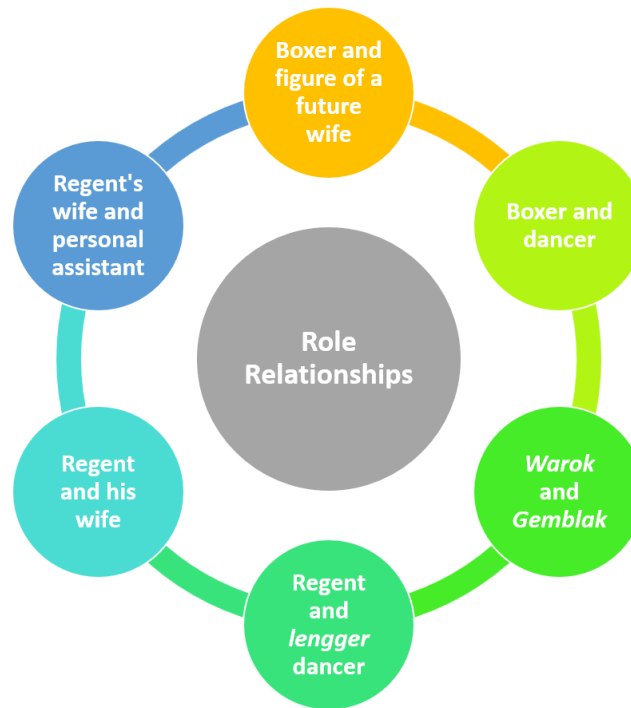 Boxer and
figure of a
future
wife
Boxer and
dancer
Warok
and
Gemblak
Regent
and
lengger
dancer
Regent
and his
wife
Regent's
wife and
personal
assistant
Role
Relationships